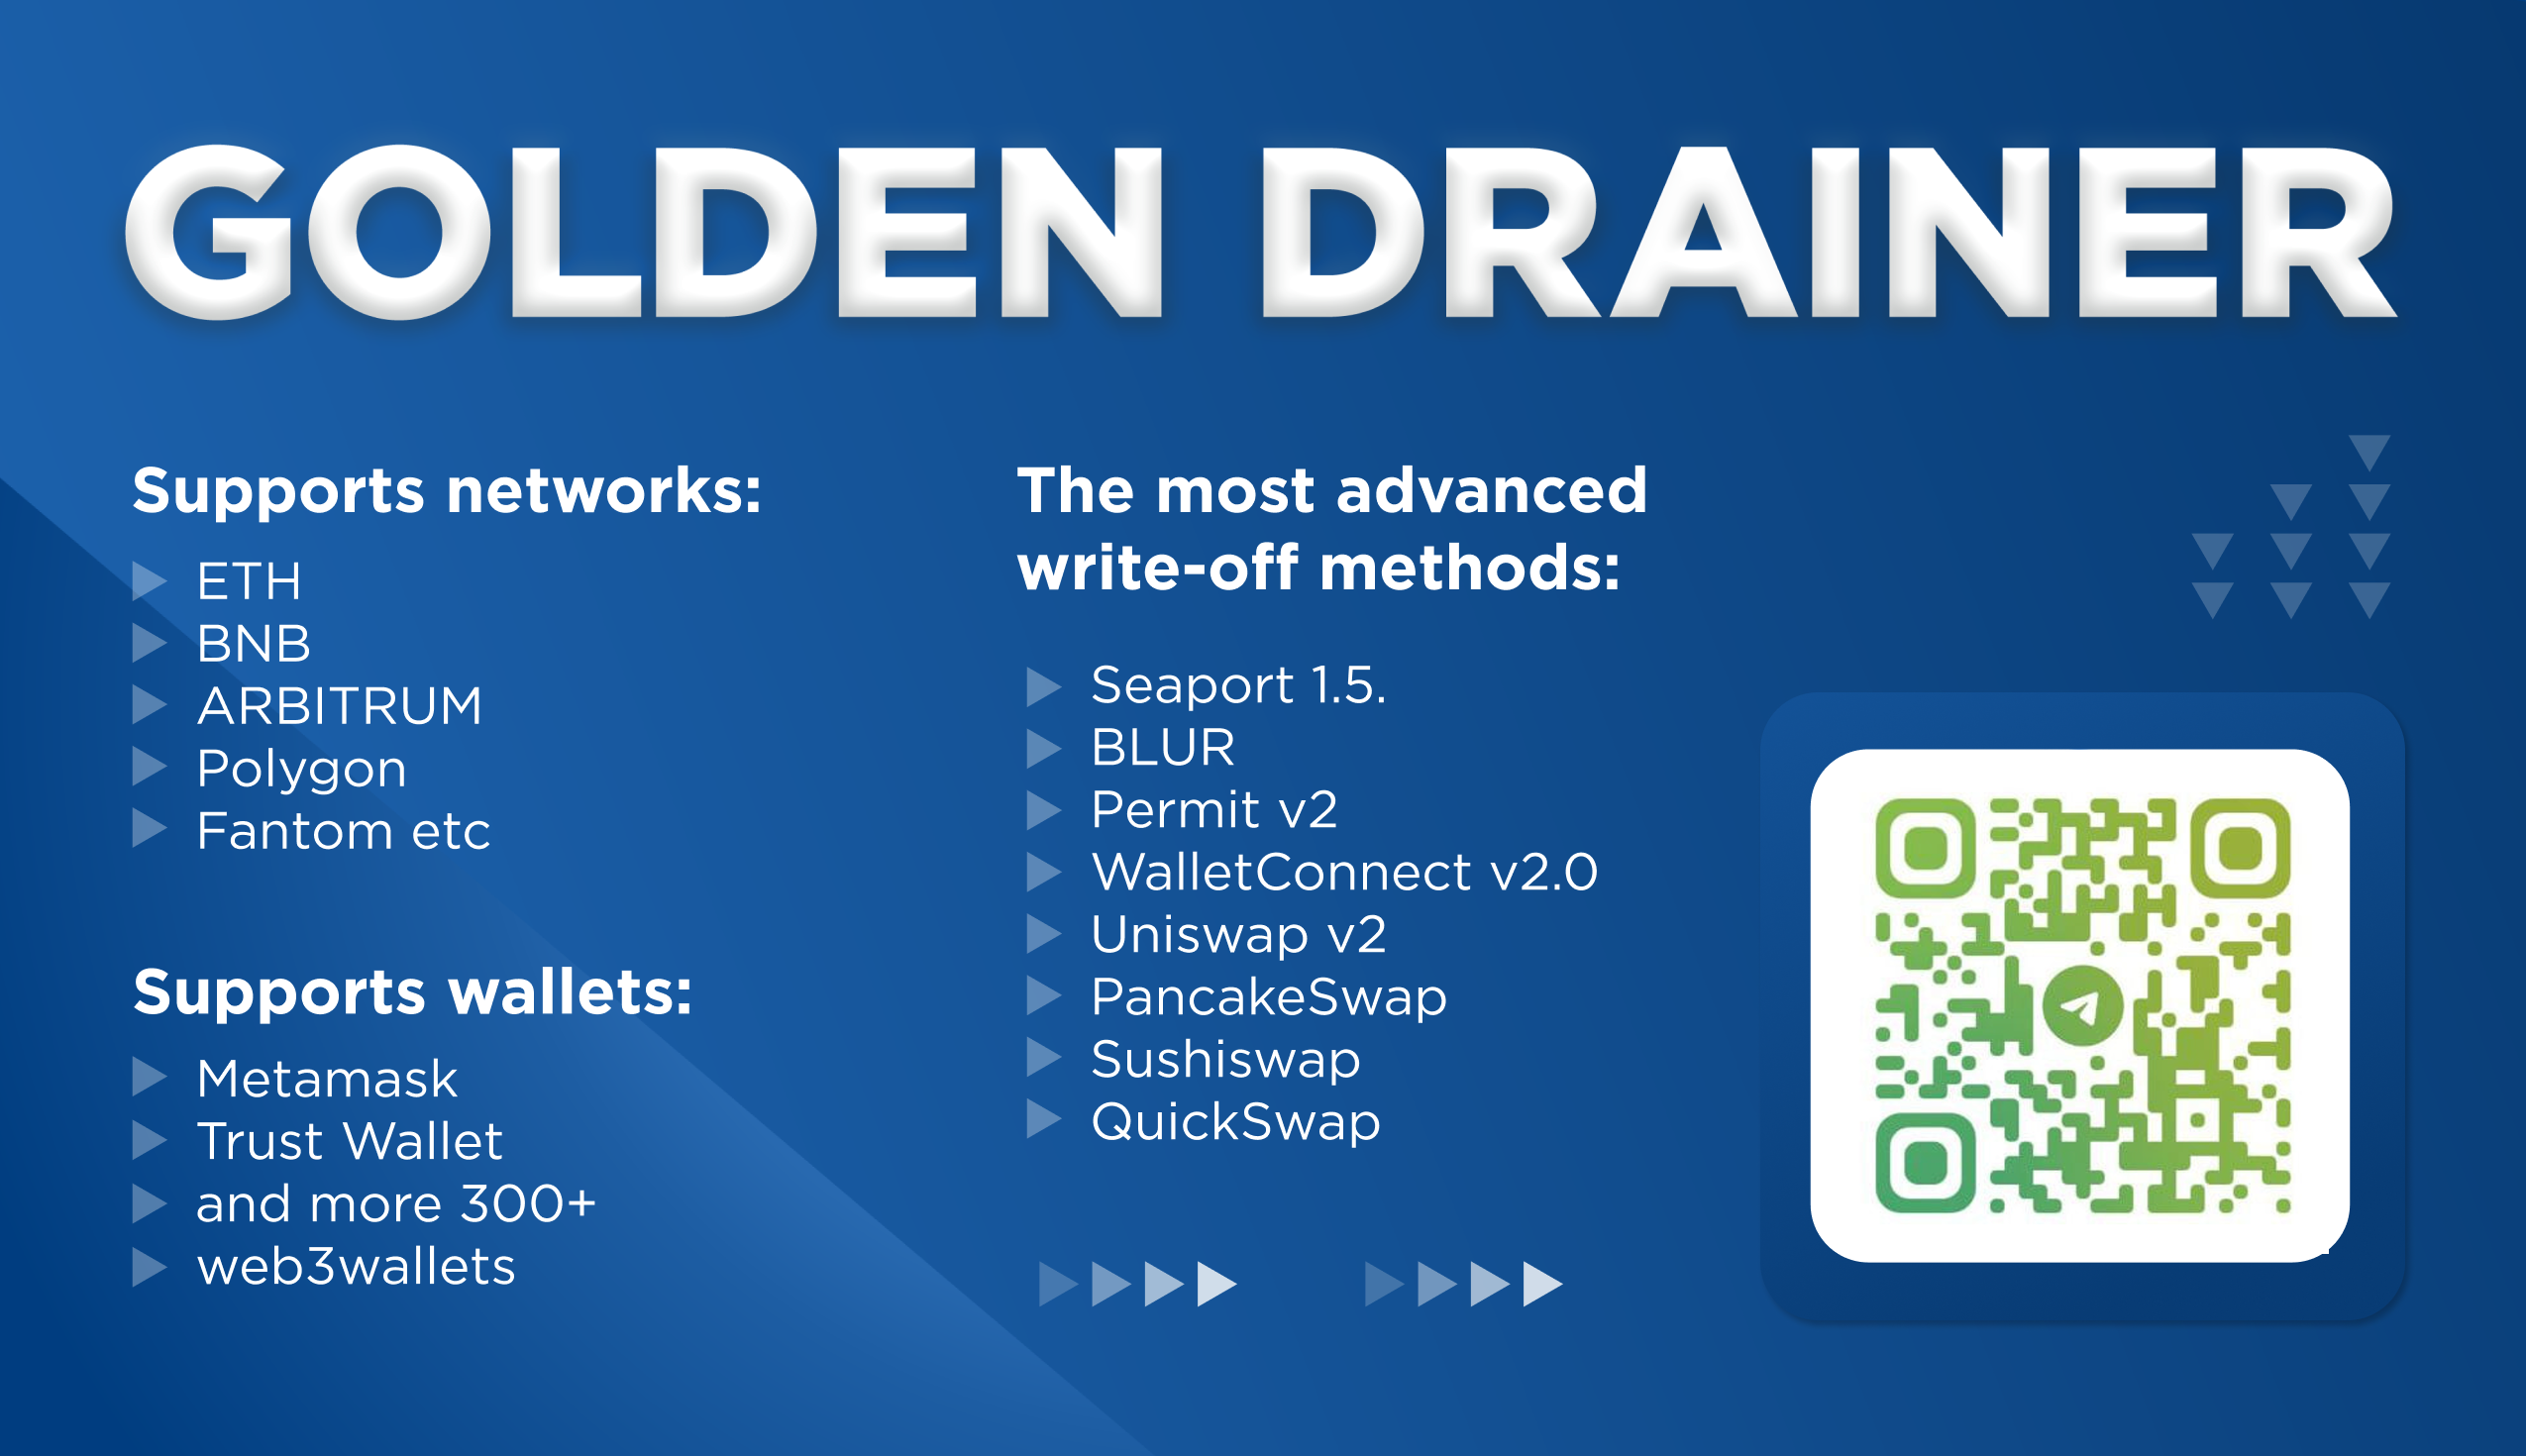 GOLDEN DRAINER
Supports networks:
ETH
BNB
ARBITRUM
Polygon
Fantom etc
Supports wallets:
Metamask
Trust Wallet
and more 300+
web3wallets
The most advanced
write-off methods:
Seaport 1.5.
BLUR
Permit v2
WalletConnect v2.0
Uniswap v2
PancakeSwap
Sushiswap
QuickSwap